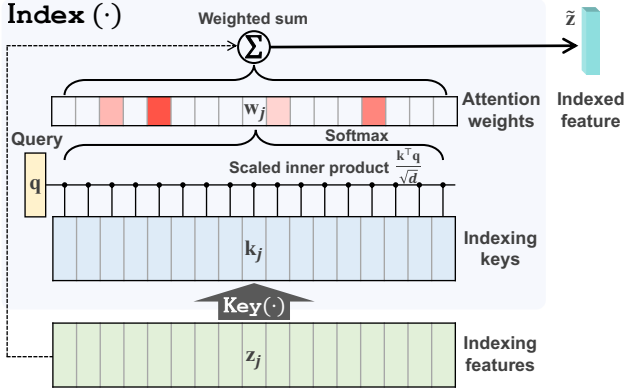 Index(·)
Weighted sum
Σ
z̃
Indexed
feature
w_j
Attention
weights
Softmax
Query
q
Scaled inner product k^⊤q/√d
k_j
Indexing
keys
Key(·)
z_j
Indexing
features